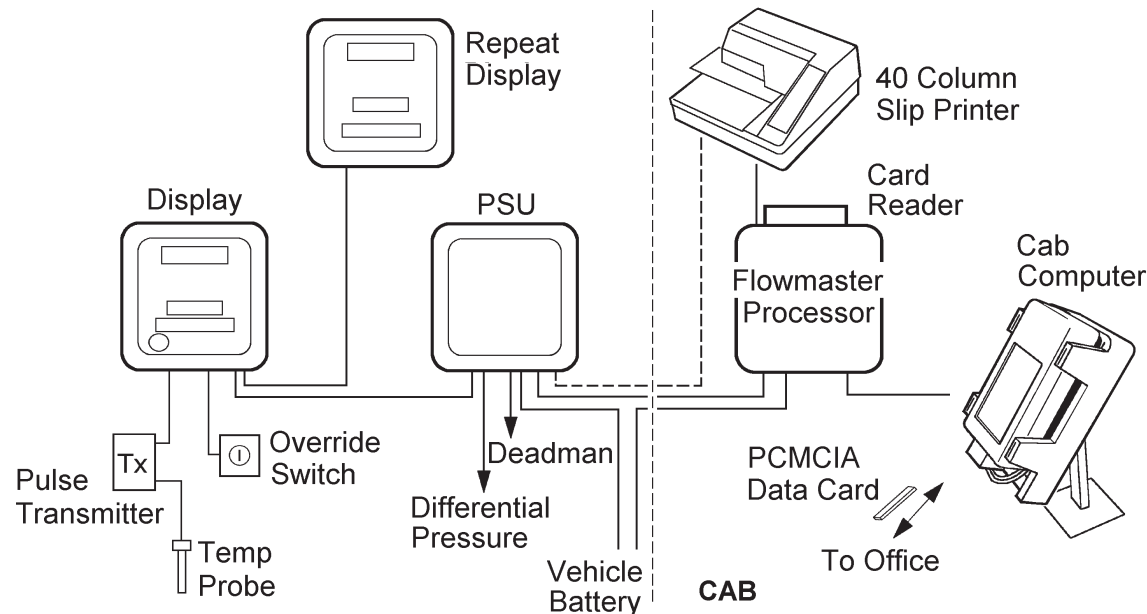 Repeat
Display
40 Column
Slip Printer
Display
PSU
Card
Reader
Flowmaster
Processor
Cab
Computer
Tx
Override
Switch
Deadman
Pulse
Transmitter
Differential
Pressure
PCMCIA
Data Card
Temp
Probe
To Office
Vehicle
Battery
CAB